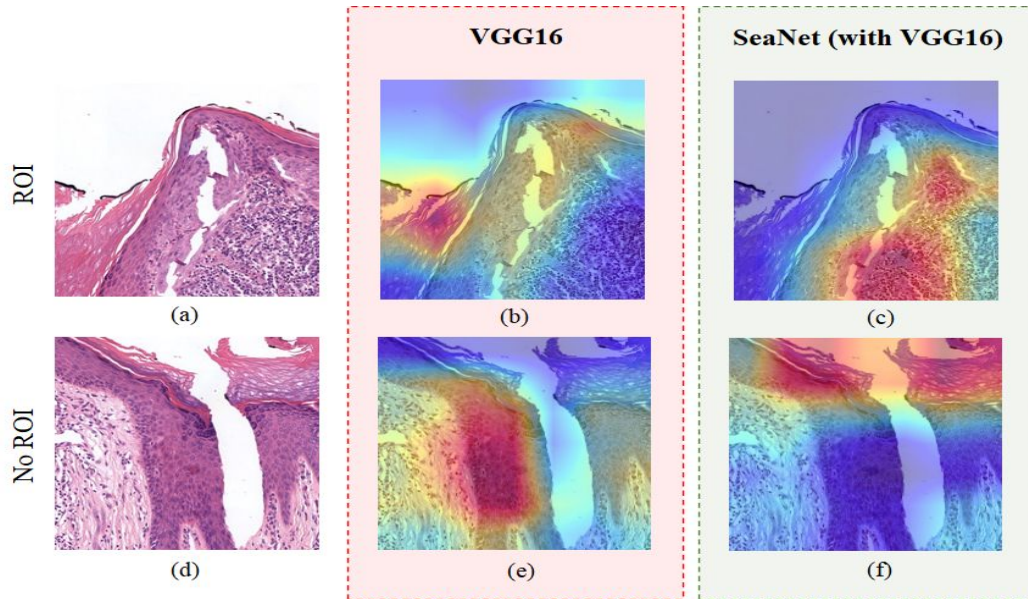 VGG16
SeaNet (with VGG16)
ROI
(a)
(b)
(c)
No ROI
(d)
(e)
(f)